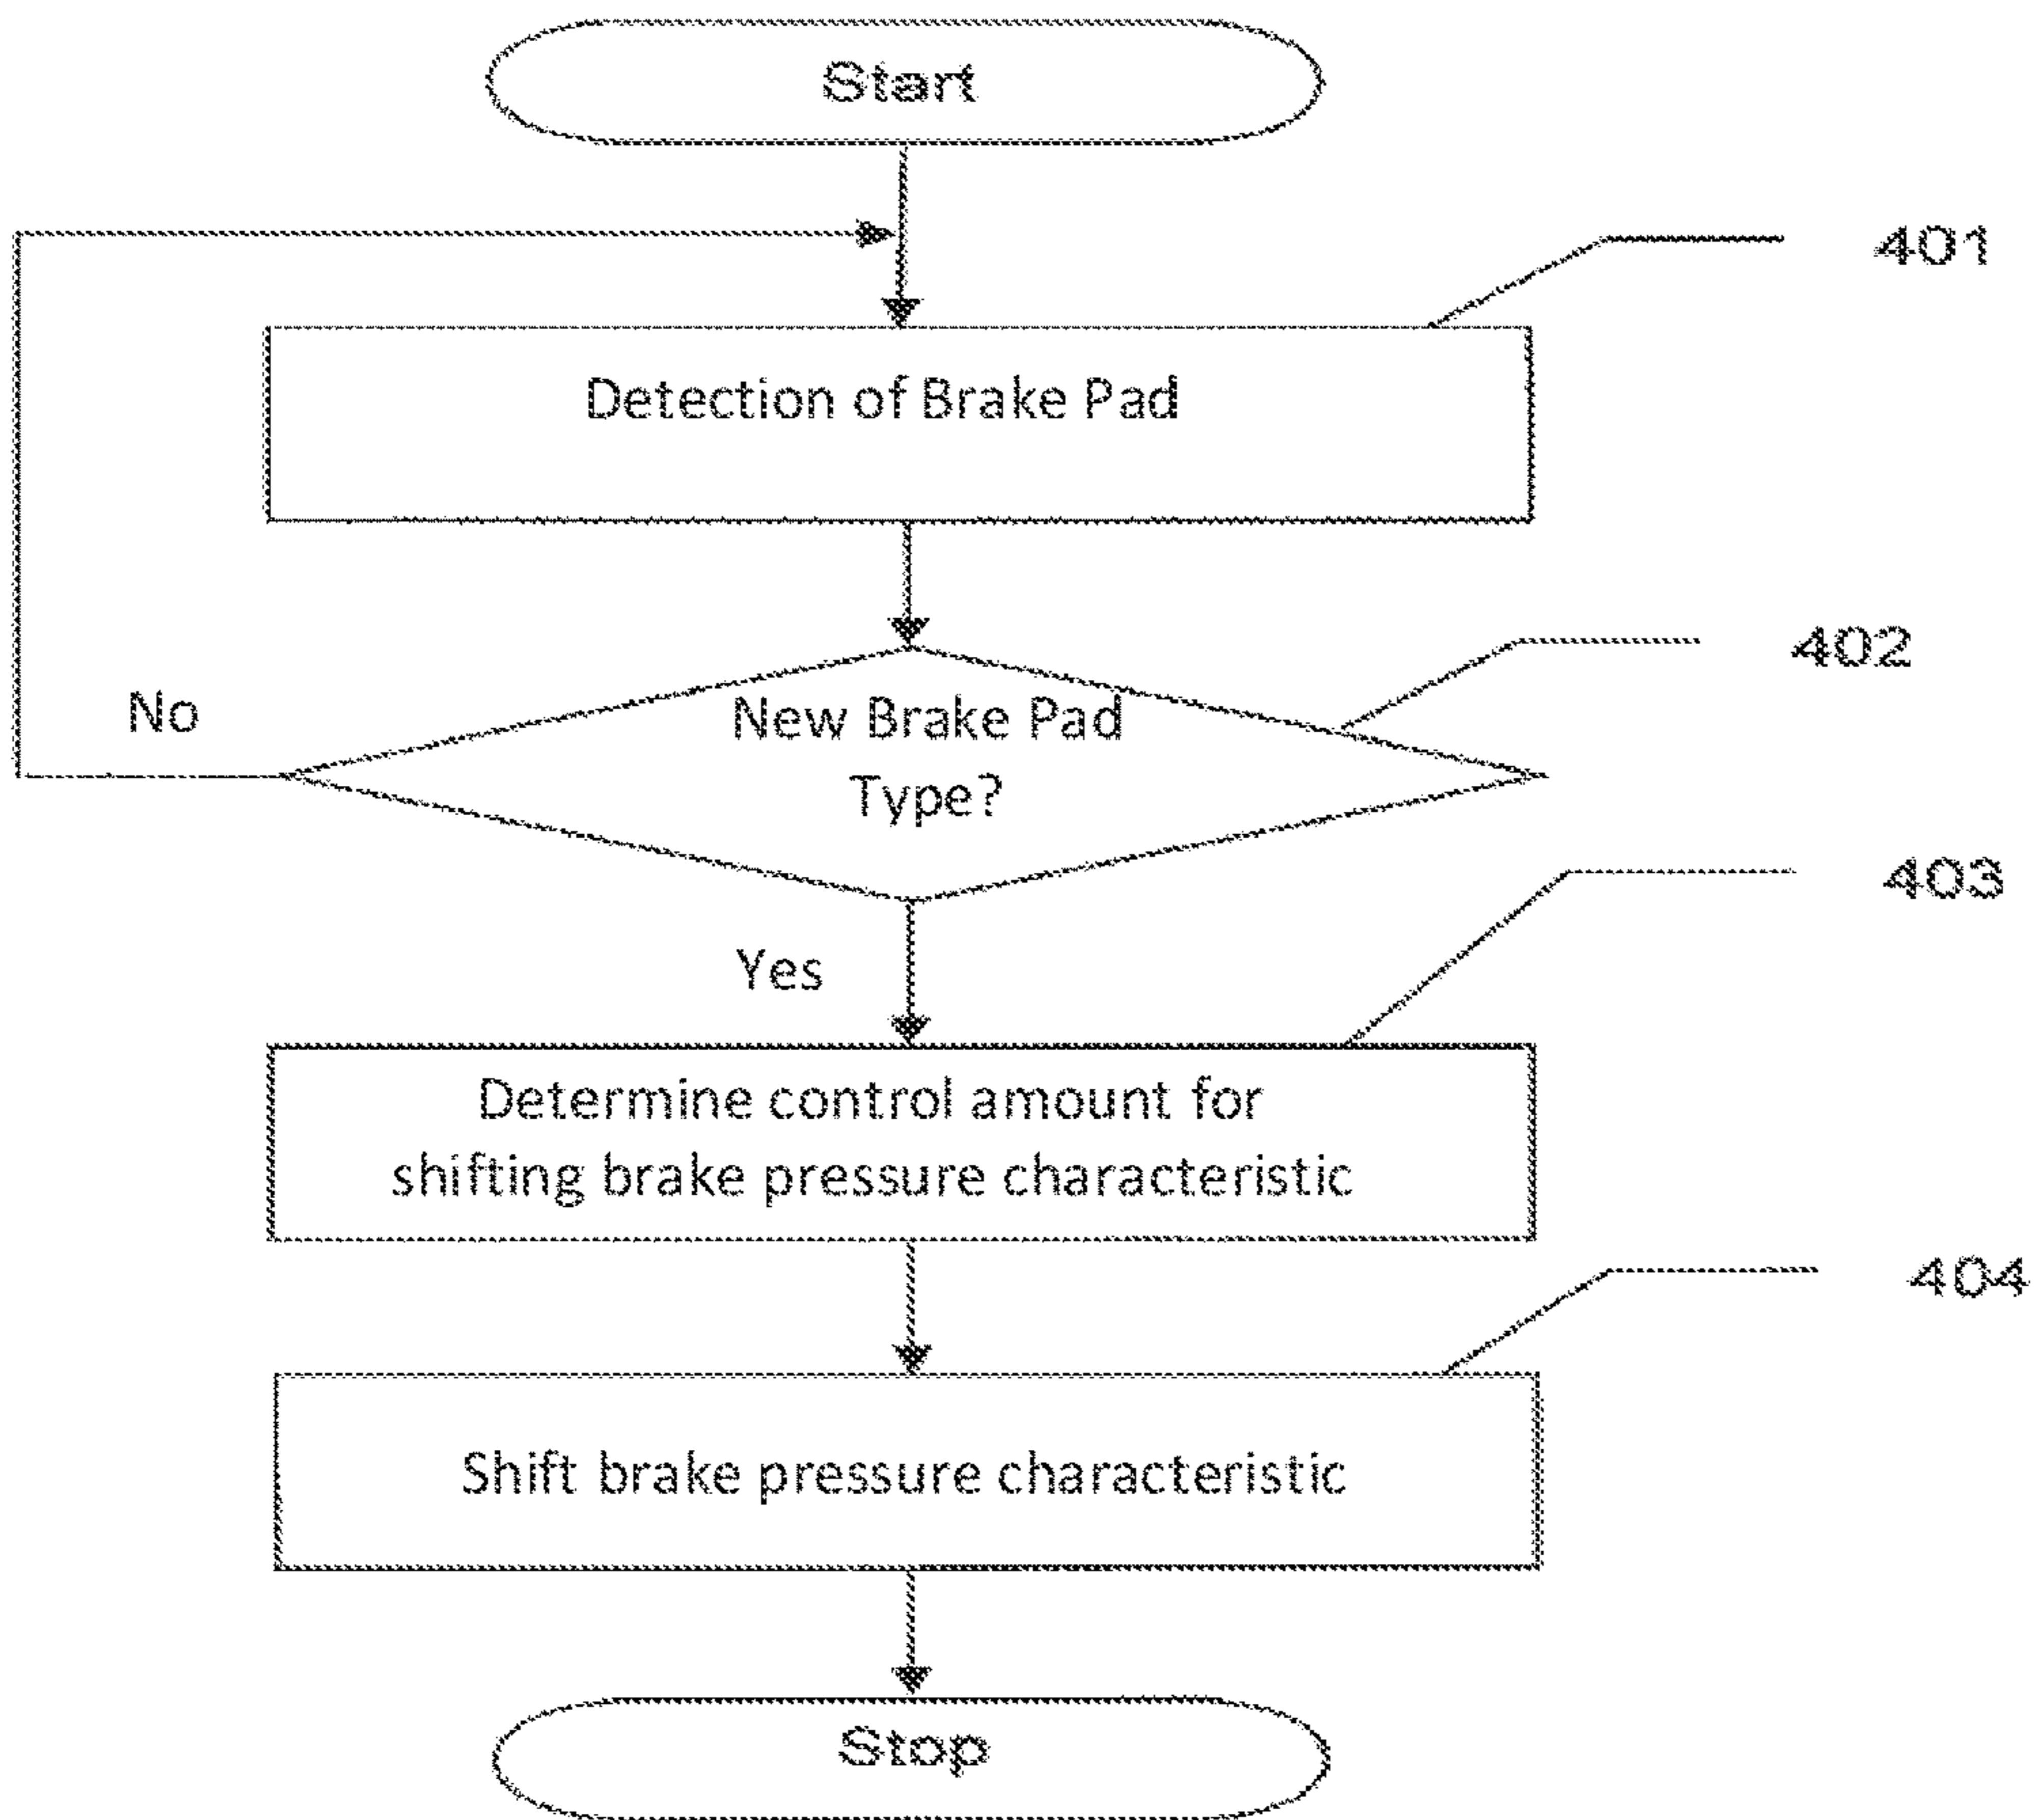 Start
401
Detection of Brake Pad
402
No
New Brake Pad
Type?
403
Yes
Determine control amount for
shifting brake pressure characteristic
404
Shift brake pressure characteristic
Stop